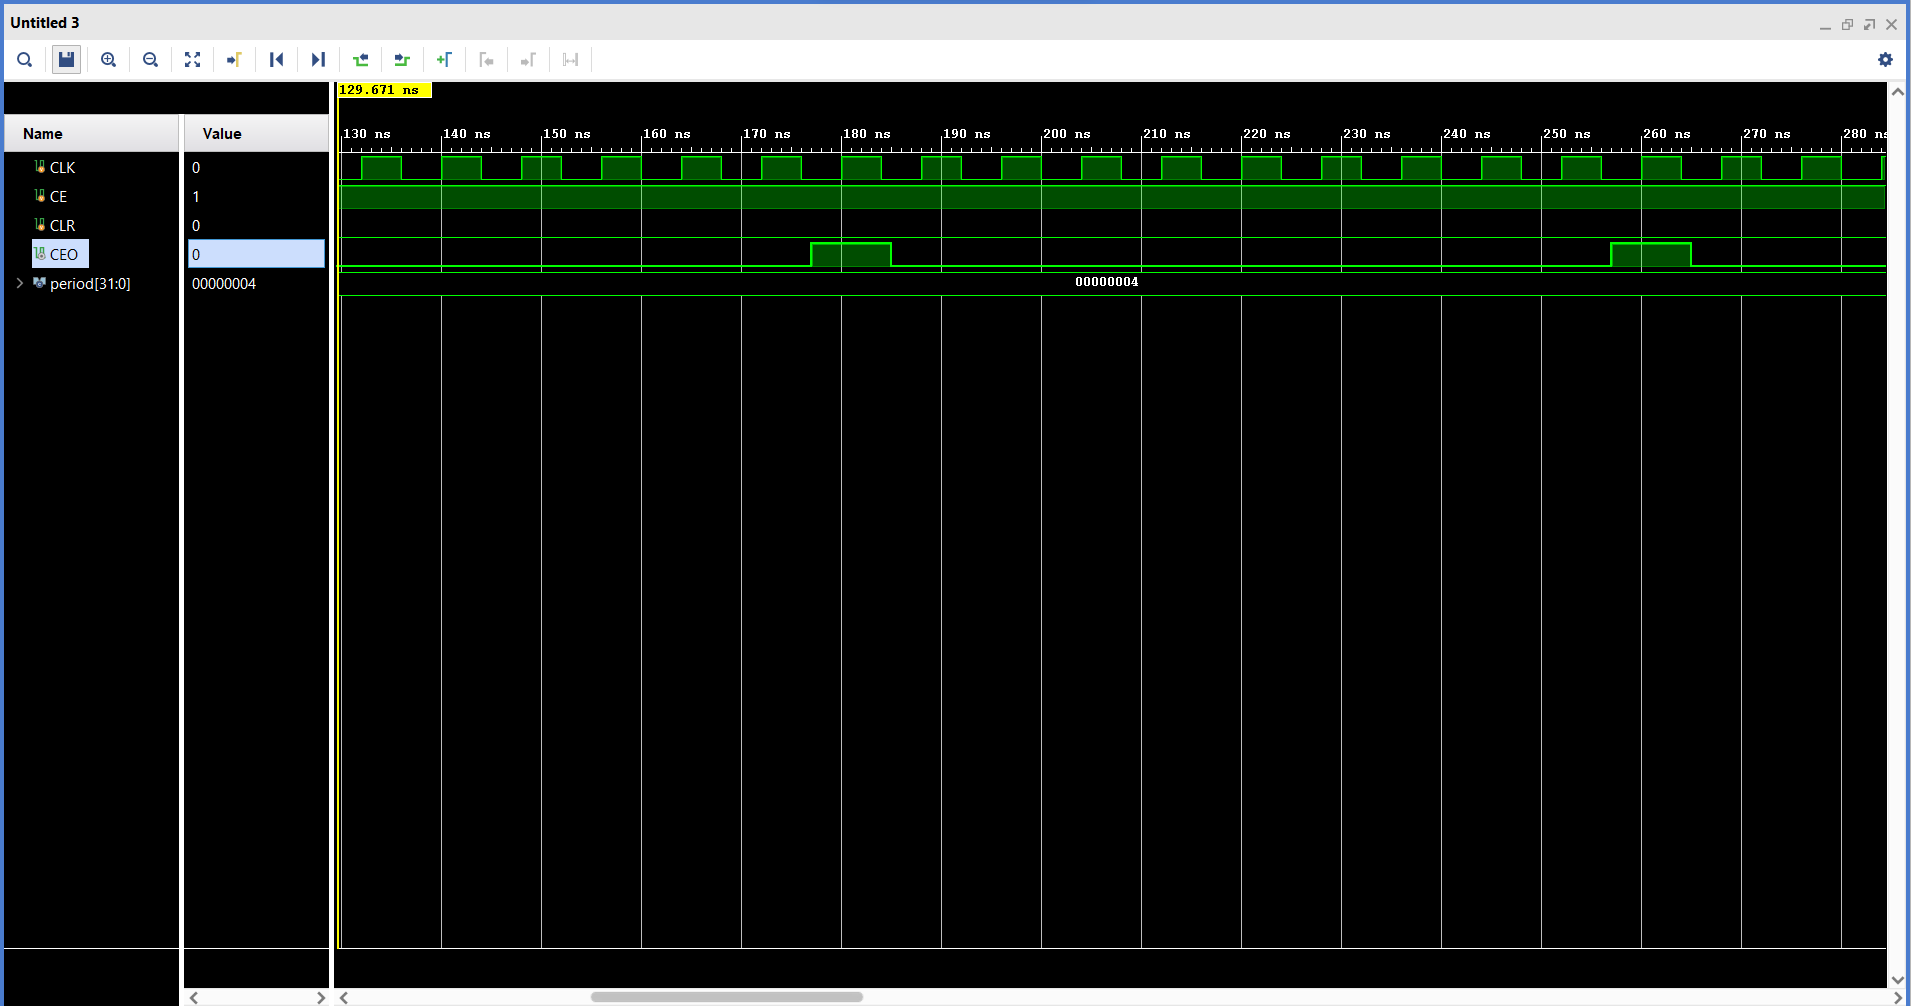 Untitled 3
129.671 ns
Name Value
130 ns 140 ns 150 ns 160 ns 170 ns 180 ns 190 ns 200 ns 210 ns 220 ns 230 ns 240 ns 250 ns 260 ns 270 ns 280 ns
CLK 0
CE 1
CLR 0
CEO 0
period[31:0] 00000004 00000004